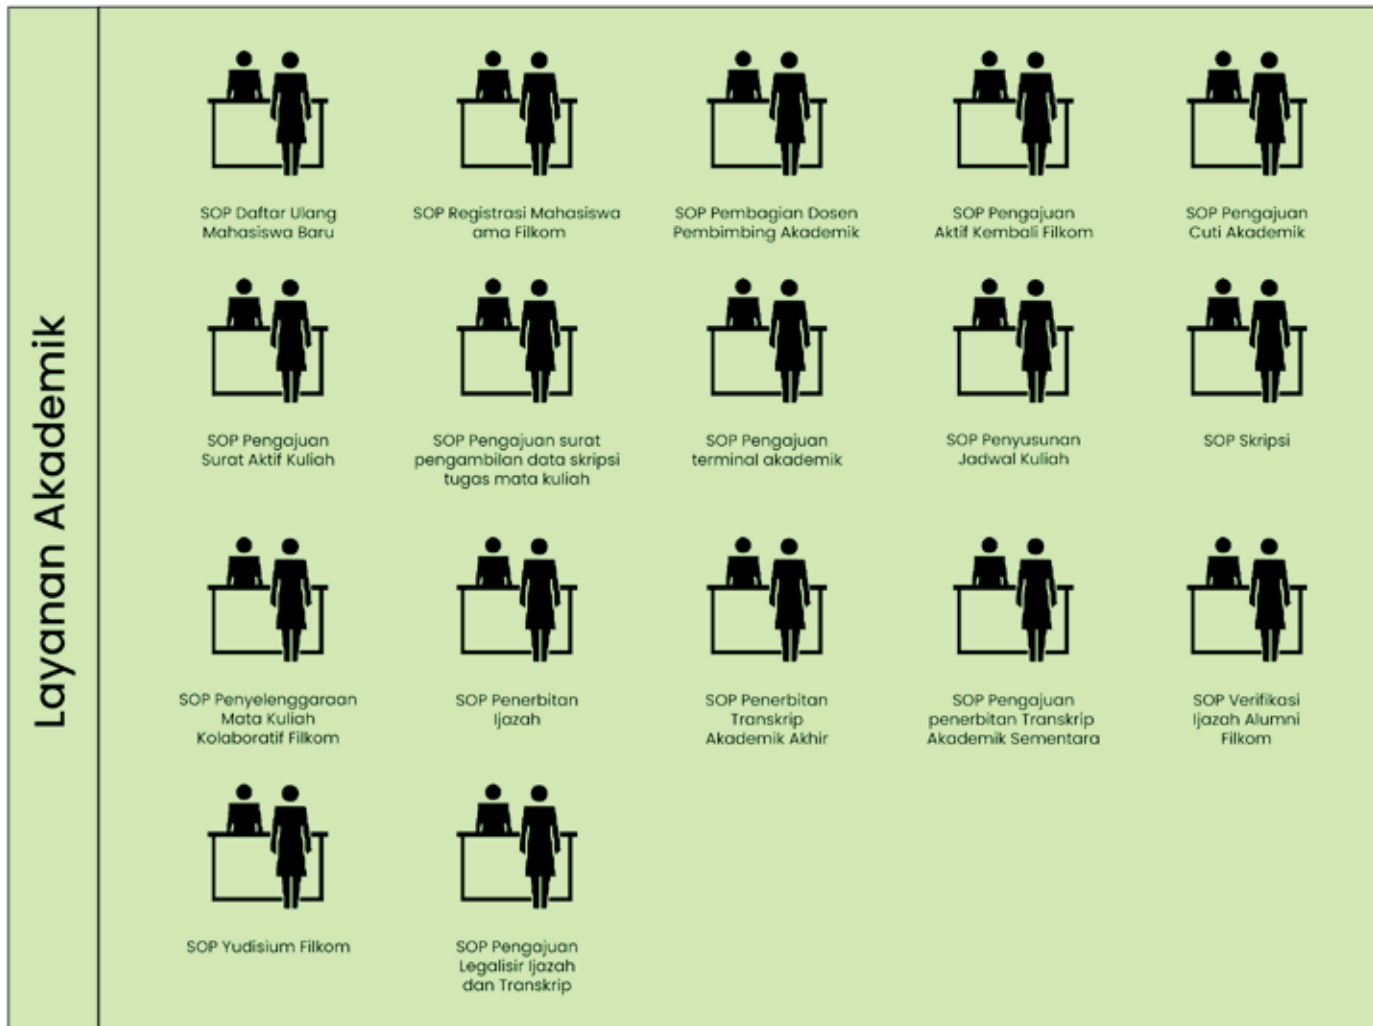 Layanan Akademik
SOP Daftar Ulang
Mahasiswa Baru
SOP Registrasi Mahasiswa
ama Filkom
SOP Pembagian Dosen
Pembimbing Akademik
SOP Pengajuan
Aktif Kembali Filkom
SOP Pengajuan
Cuti Akademik
SOP Pengajuan
Surat Aktif Kuliah
SOP Pengajuan surat
pengambilan data skripsi
tugas mata kuliah
SOP Pengajuan
terminal akademik
SOP Penyusunan
Jadwal Kuliah
SOP Skripsi
SOP Penyelenggaraan
Mata Kuliah
Kolaboratif Filkom
SOP Penerbitan
Ijazah
SOP Penerbitan
Transkrip
Akademik Akhir
SOP Pengajuan
penerbitan Transkrip
Akademik Sementara
SOP Verifikasi
Ijazah Alumni
Filkom
SOP Yudisium Filkom
SOP Pengajuan
Legalisir Ijazah
dan Transkrip